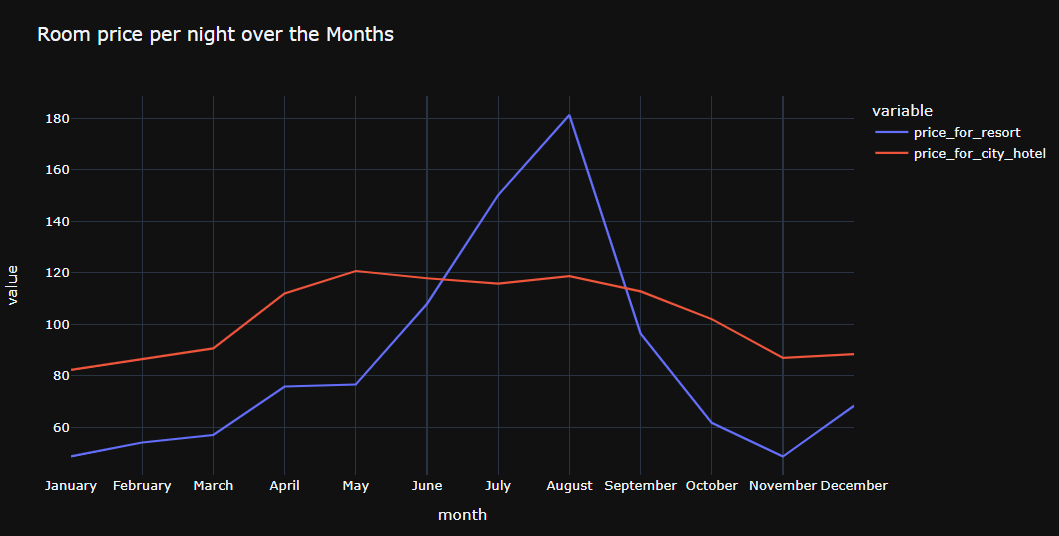 Room price per night over the Months
variable
price_for_resort
price_for_city_hotel
value
180
160
140
120
100
80
60
January February March April May June July August September October November December
month